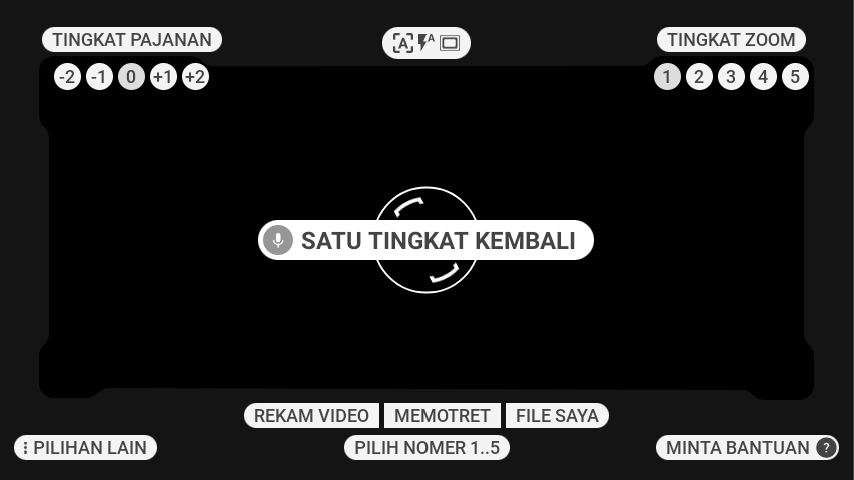 TINGKAT PAJANAN
A
A
TINGKAT ZOOM
-2 -1 0 +1 +2
1 2 3 4 5
SATU TINGKAT KEMBALI
REKAM VIDEO
MEMOTRET
FILE SAYA
PILIHAN LAIN
PILIH NOMER 1..5
MINTA BANTUAN ?